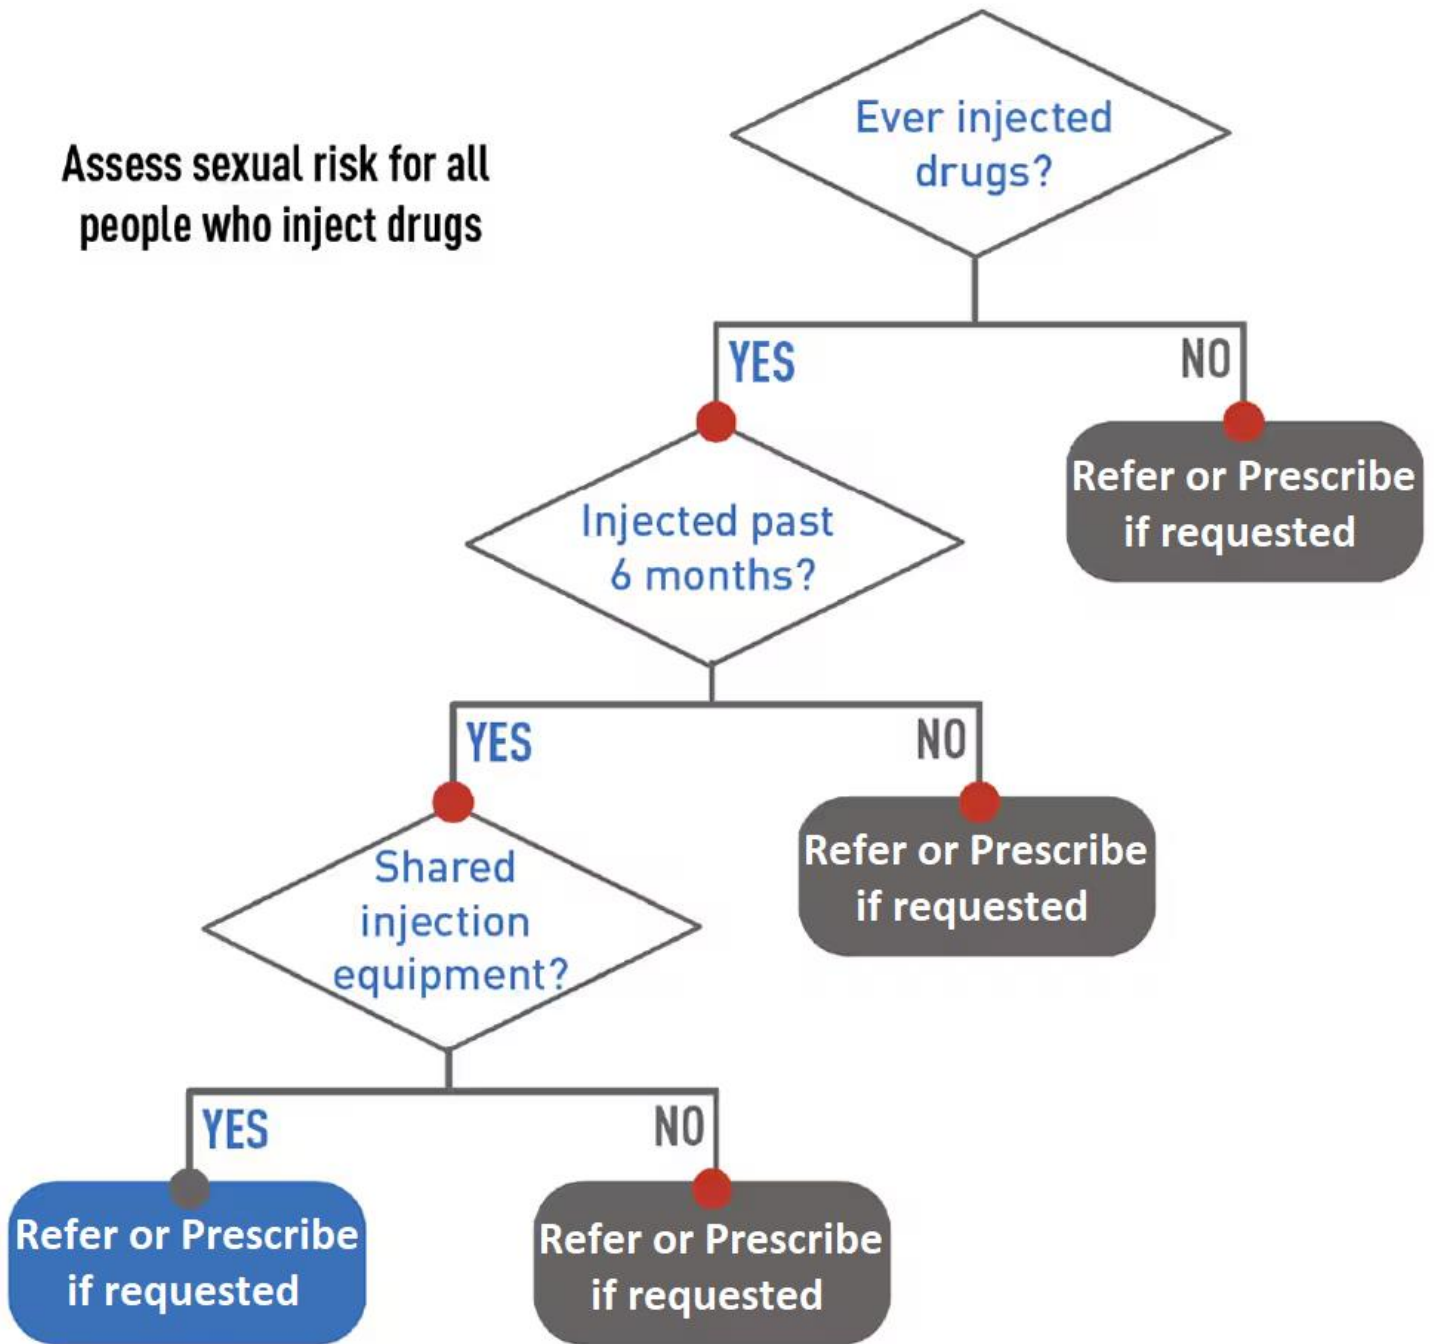 Assess sexual risk for all
people who inject drugs
Ever injected
drugs?
YES
NO
Refer or Prescribe
if requested
Injected past
6 months?
YES
NO
Refer or Prescribe
if requested
Shared
injection
equipment?
YES
NO
Refer or Prescribe
if requested
Refer or Prescribe
if requested